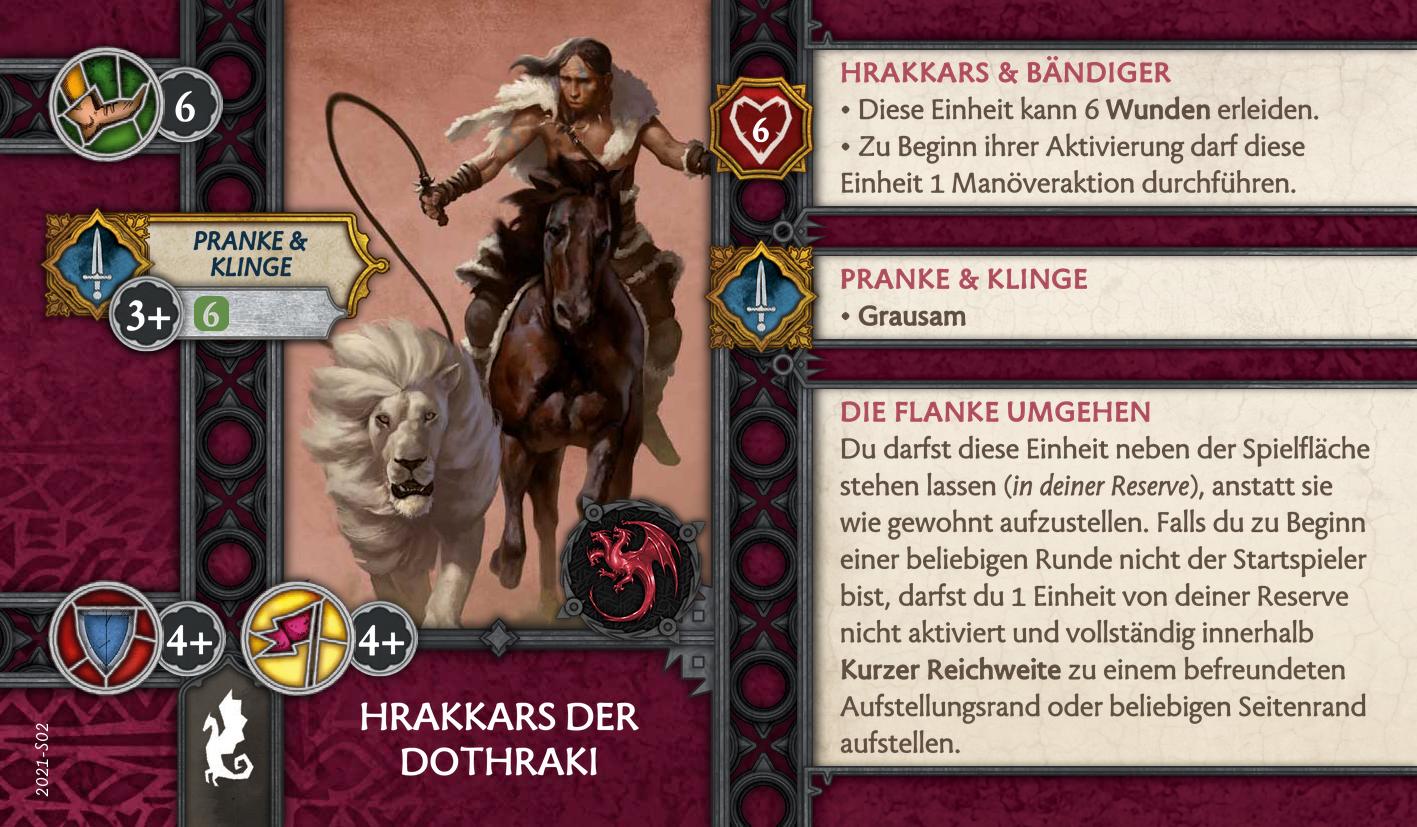 6
PRANKE &
KLINGE
3+
6
4+
4+
HRAKKARS DER
DOTHRAKI
2021-S02
6
HRAKKARS & BÄNDIGER
• Diese Einheit kann 6 Wunden erleiden.
• Zu Beginn ihrer Aktivierung darf diese
Einheit 1 Manöveraktion durchführen.
PRANKE & KLINGE
• Grausam
DIE FLANKE UMGEHEN
Du darfst diese Einheit neben der Spielfläche
stehen lassen (in deiner Reserve), anstatt sie
wie gewohnt aufzustellen. Falls du zu Beginn
einer beliebigen Runde nicht der Startspieler
bist, darfst du 1 Einheit von deiner Reserve
nicht aktiviert und vollständig innerhalb
Kurzer Reichweite zu einem befreundeten
Aufstellungsrand oder beliebigen Seitenrand
aufstellen.